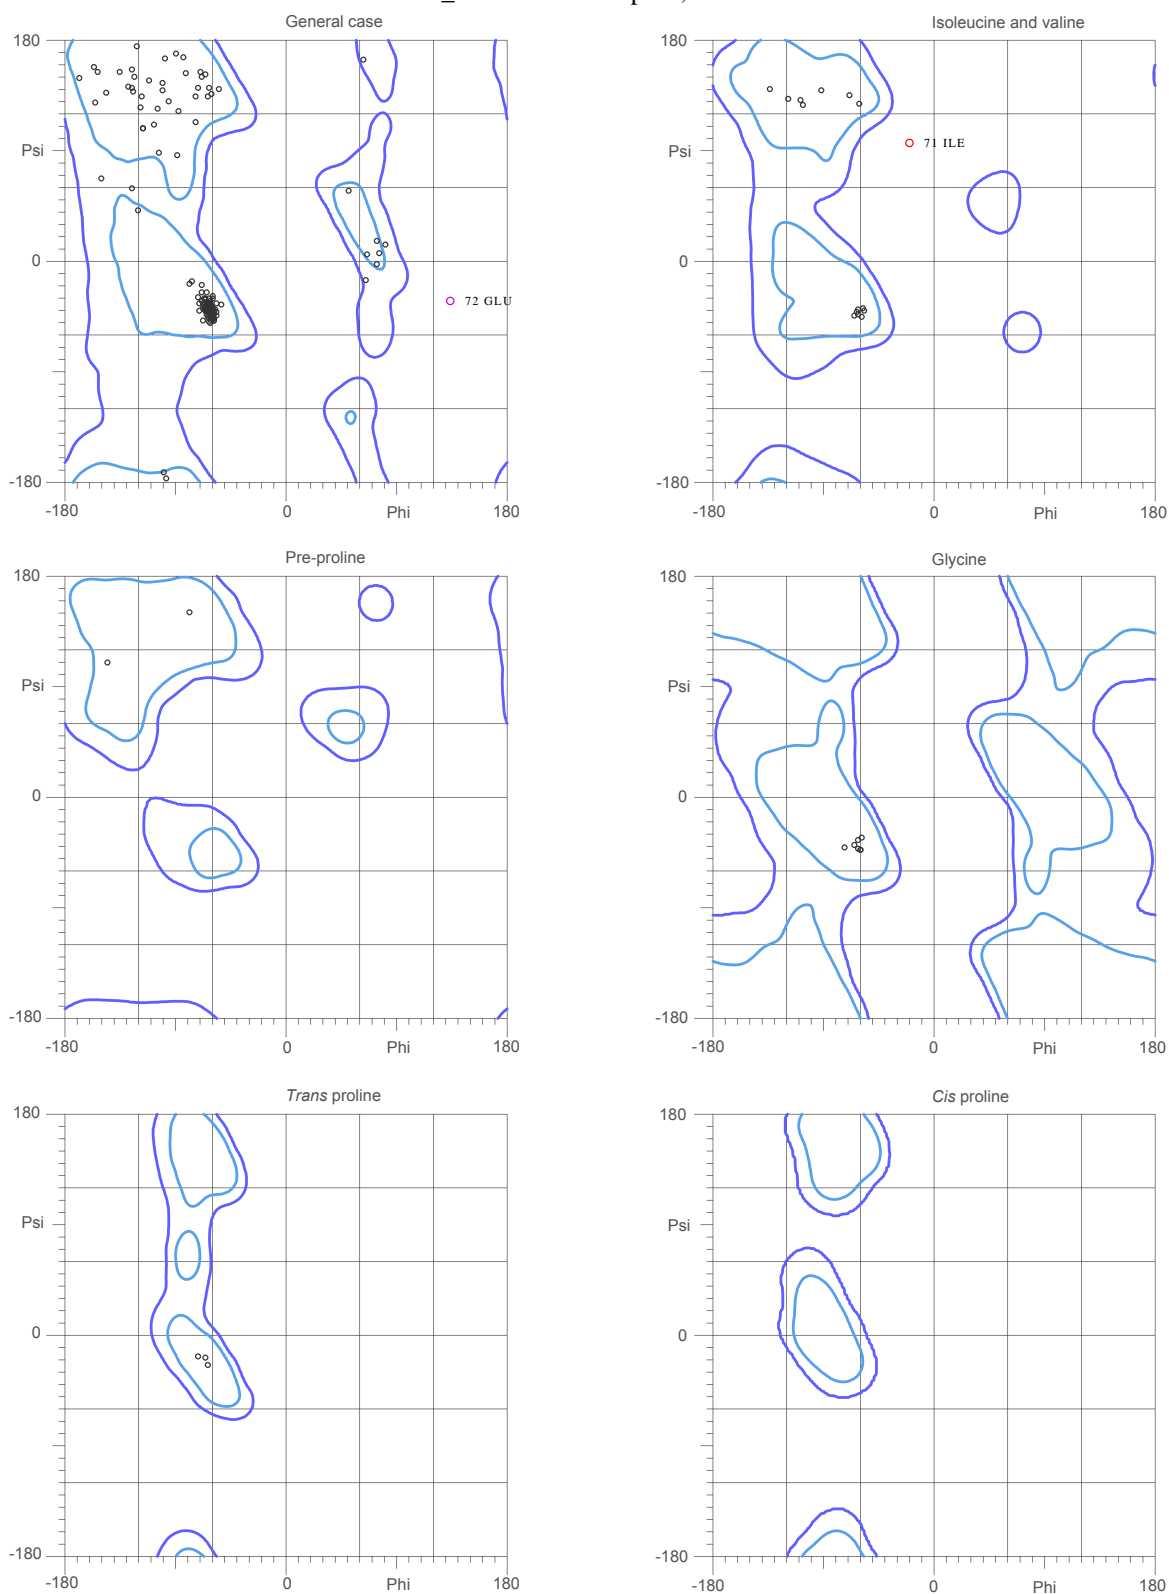 General case
Isoleucine and valine
180
180
Psi
Psi
71 ILE
0
0
72 GLU
-180
-180
-180
0
Phi
180
-180
0
Phi
180
Pre-proline
Glycine
180
180
Psi
Psi
0
0
-180
-180
-180
0
Phi
180
-180
0
Phi
180
Trans proline
Cis proline
180
180
Psi
Psi
0
0
-180
-180
-180
0
Phi
180
-180
0
Phi
180